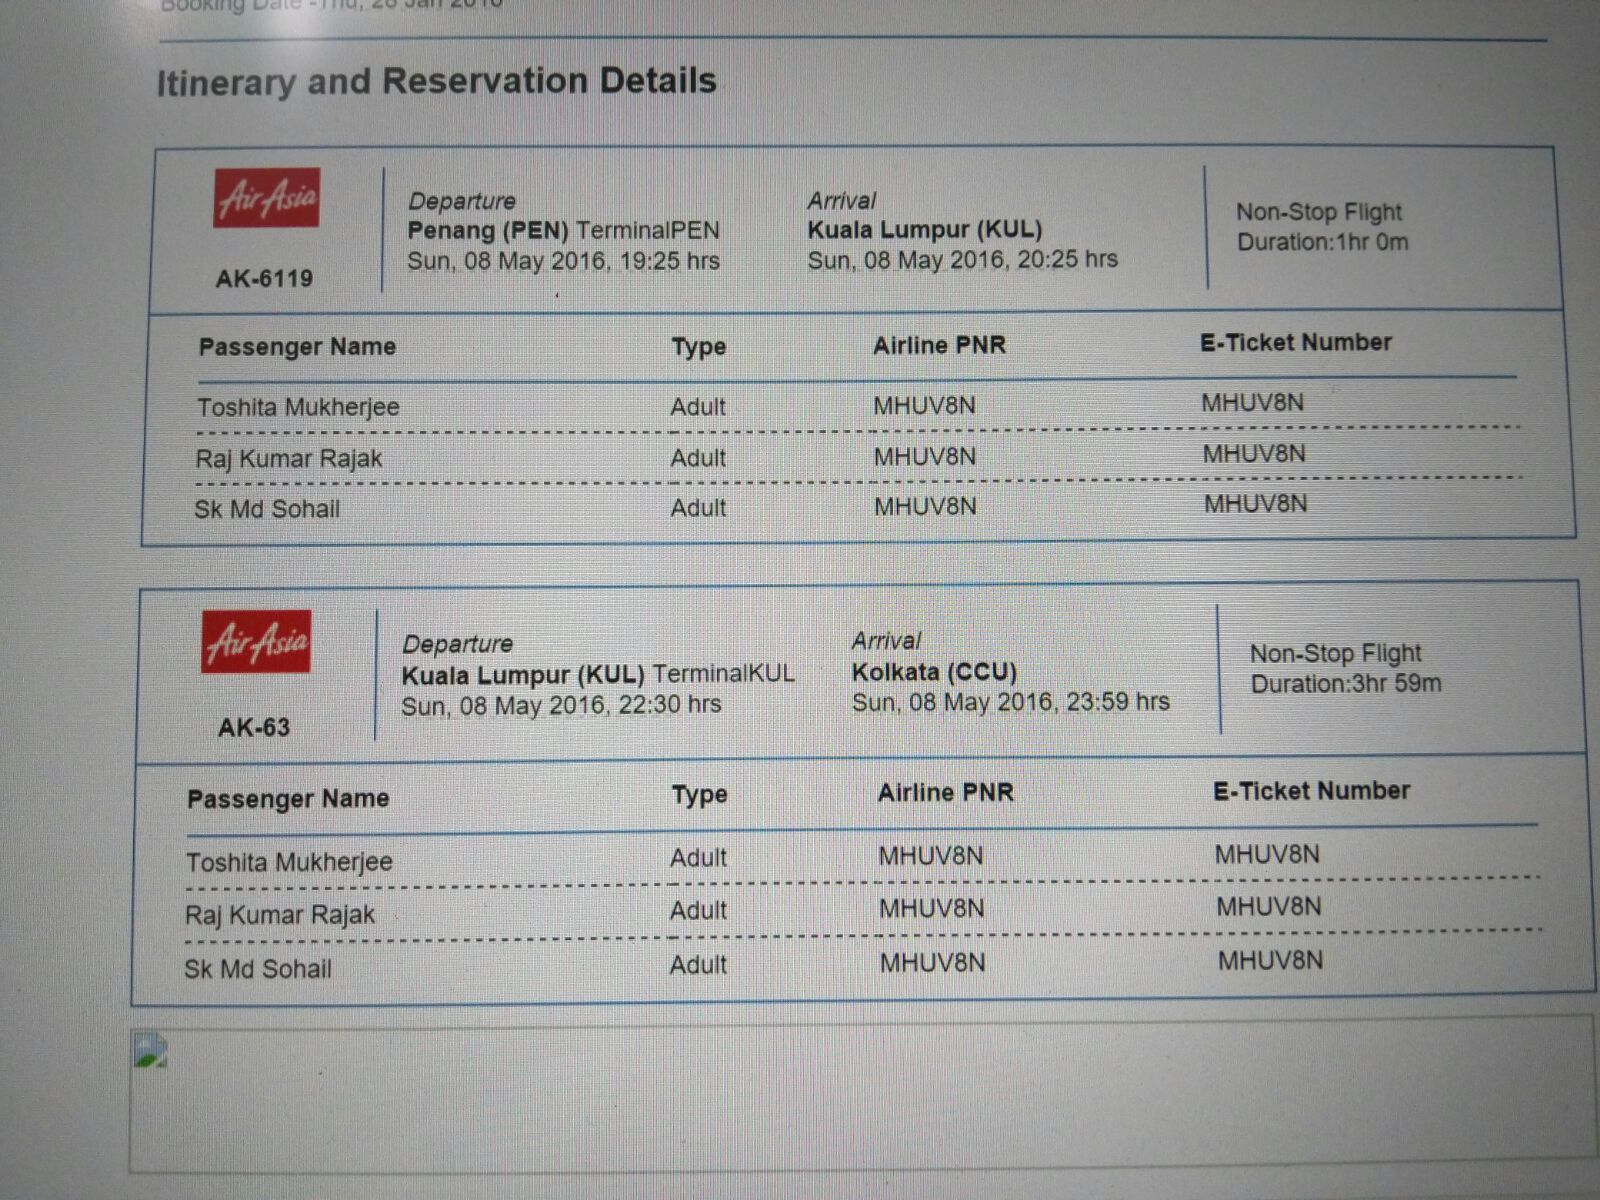 Booking Date -Thu, 28 Jan 2016
Itinerary and Reservation Details
AirAsia
AK-6119
Departure
Penang (PEN) TerminalPEN
Sun, 08 May 2016, 19:25 hrs
Arrival
Kuala Lumpur (KUL)
Sun, 08 May 2016, 20:25 hrs
Non-Stop Flight
Duration:1hr 0m
Passenger Name Type Airline PNR E-Ticket Number
Toshita Mukherjee Adult MHUV8N MHUV8N
Raj Kumar Rajak Adult MHUV8N MHUV8N
Sk Md Sohail Adult MHUV8N MHUV8N
AirAsia
AK-63
Departure
Kuala Lumpur (KUL) TerminalKUL
Sun, 08 May 2016, 22:30 hrs
Arrival
Kolkata (CCU)
Sun, 08 May 2016, 23:59 hrs
Non-Stop Flight
Duration:3hr 59m
Passenger Name Type Airline PNR E-Ticket Number
Toshita Mukherjee Adult MHUV8N MHUV8N
Raj Kumar Rajak Adult MHUV8N MHUV8N
Sk Md Sohail Adult MHUV8N MHUV8N